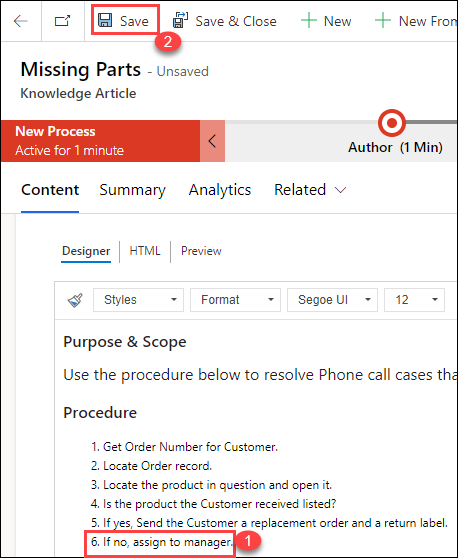 Save
Save & Close
New
New From
2
Missing Parts - Unsaved
Knowledge Article
New Process
Active for 1 minute
Author (1 Min)
Content Summary Analytics Related
Designer HTML Preview
Styles Format Segoe UI 12
Purpose & Scope
Use the procedure below to resolve Phone call cases tha
Procedure
1. Get Order Number for Customer.
2. Locate Order record.
3. Locate the product in question and open it.
4. Is the product the Customer received listed?
5. If yes, Send the Customer a replacement order and a return label.
6. If no, assign to manager. 1